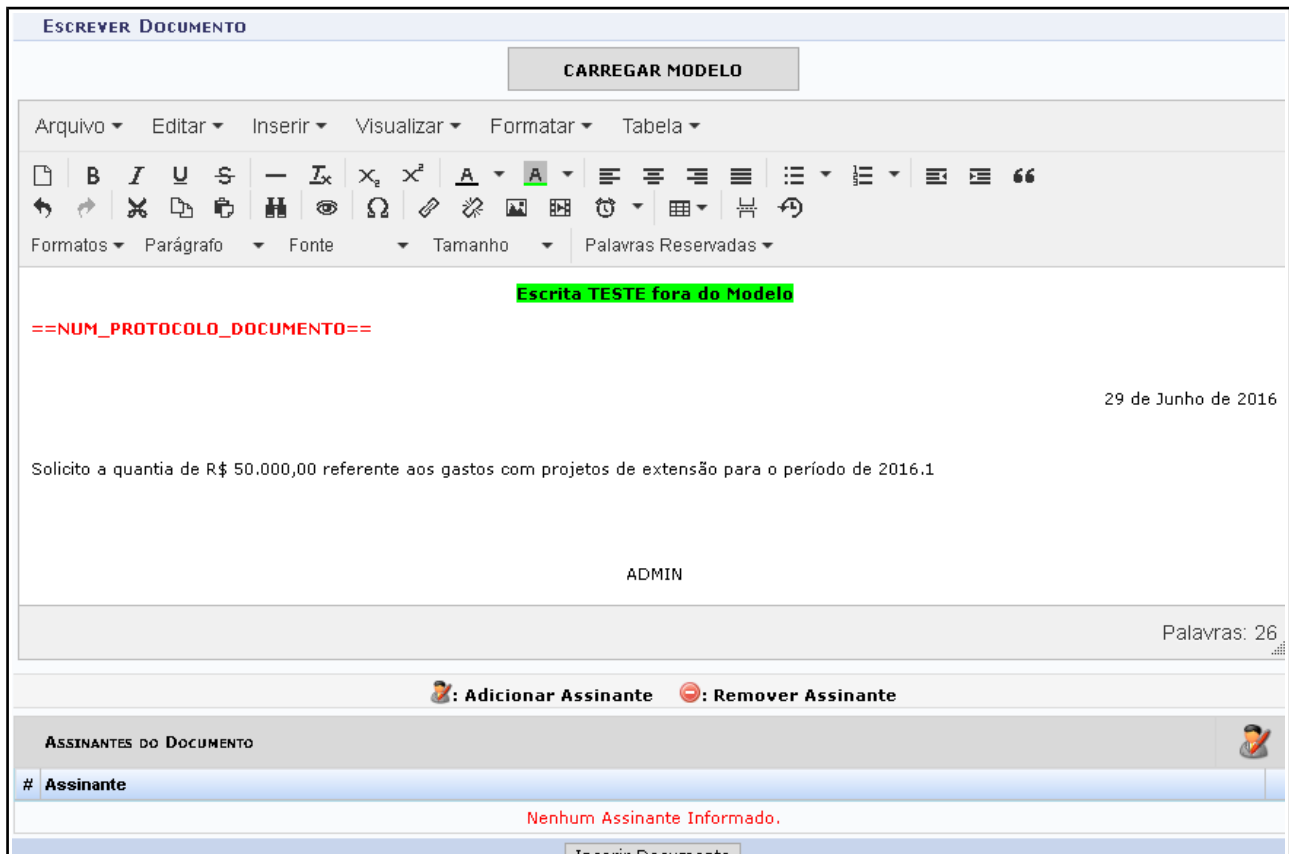 ESCREVER DOCUMENTO
CARREGAR MODELO
Arquivo Editar Inserir Visualizar Formatar Tabela
Formatos Parágrafo Fonte Tamanho Palavras Reservadas
Escrita TESTE fora do Modelo
==NUM_PROTOCOLO_DOCUMENTO==
29 de Junho de 2016
Solicito a quantia de R$ 50.000,00 referente aos gastos com projetos de extensão para o período de 2016.1
ADMIN
Palavras: 26
: Adicionar Assinante : Remover Assinante
ASSINANTES DO DOCUMENTO
# Assinante
Nenhum Assinante Informado.
Inserir Documento